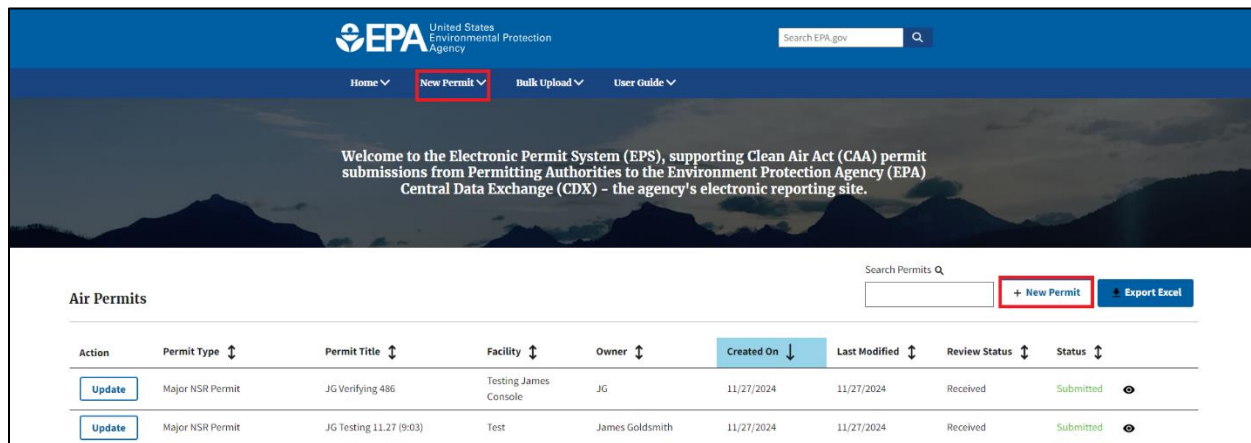 EPA United States
Environmental Protection
Agency
Search EPA.gov
Home New Permit Bulk Upload User Guide
Welcome to the Electronic Permit System (EPS), supporting Clean Air Act (CAA) permit
submissions from Permitting Authorities to the Environment Protection Agency (EPA)
Central Data Exchange (CDX) – the agency's electronic reporting site.
Search Permits
Air Permits
+ New Permit Export Excel
Action Permit Type Permit Title Facility Owner Created On Last Modified Review Status Status
Update Major NSR Permit JG Verifying 486 Testing James Console JG 11/27/2024 11/27/2024 Received Submitted
Update Major NSR Permit JG Testing 11.27 (9:03) Test James Goldsmith 11/27/2024 11/27/2024 Received Submitted